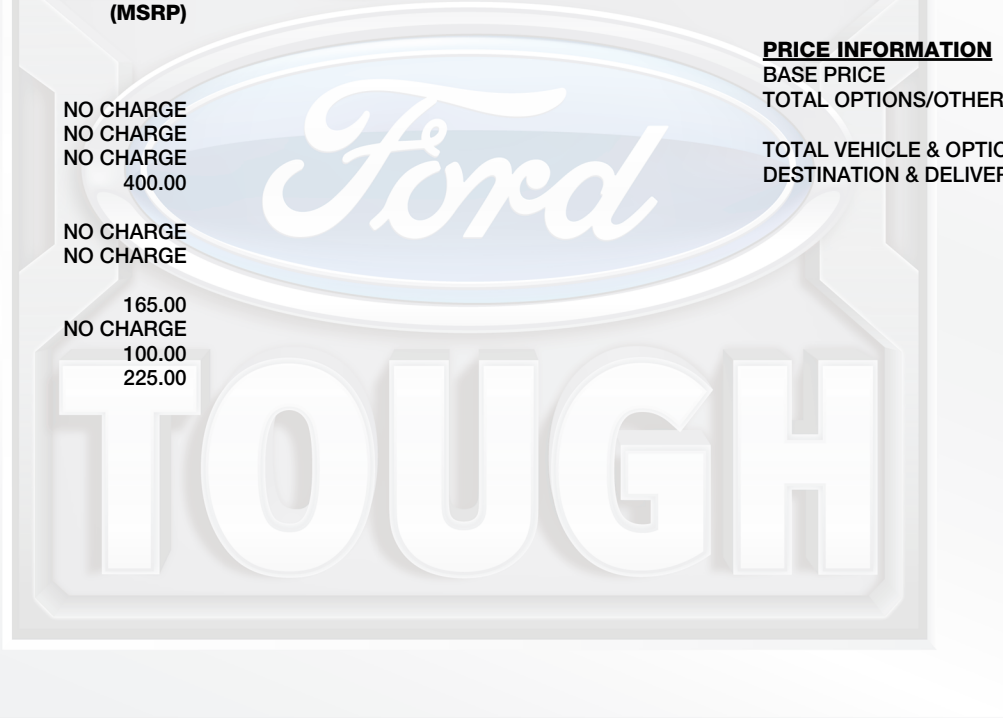 (MSRP)
NO CHARGE
NO CHARGE
NO CHARGE
400.00
NO CHARGE
NO CHARGE
165.00
NO CHARGE
100.00
225.00
PRICE INFORMATION
BASE PRICE
TOTAL OPTIONS/OTHER
TOTAL VEHICLE & OPTIO
DESTINATION & DELIVER
Ford
TOUGH